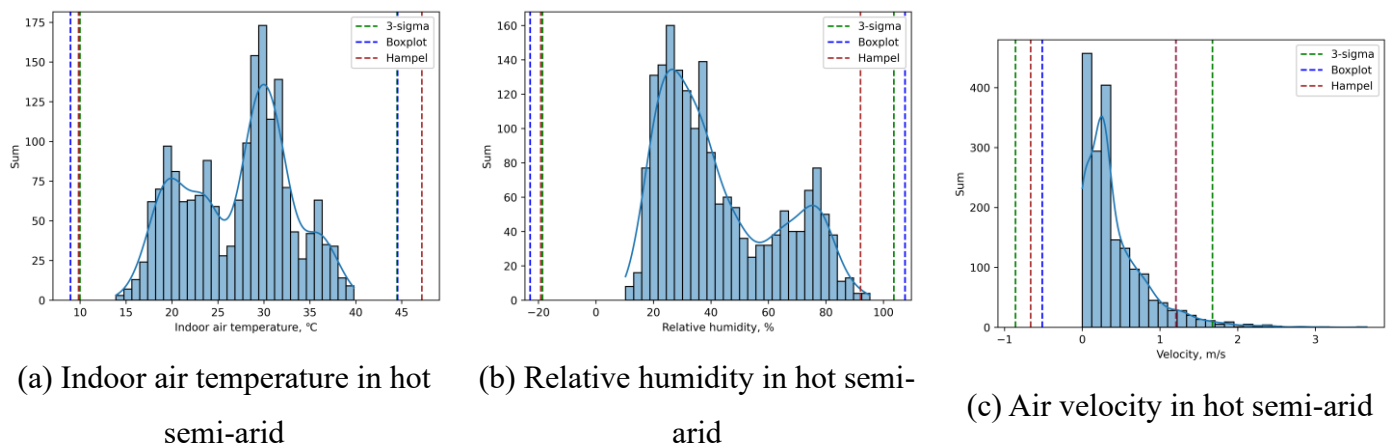 175
150
125
100
75
50
25
0
Sum
3-sigma
Boxplot
Hampel
10 15 20 25 30 35 40 45
Indoor air temperature, ℃
160
140
120
100
80
60
40
20
0
Sum
3-sigma
Boxplot
Hampel
−20 0 20 40 60 80 100
Relative humidity, %
400
300
200
100
0
Sum
3-sigma
Boxplot
Hampel
−1 0 1 2 3
Velocity, m/s
(a) Indoor air temperature in hot
semi-arid
(b) Relative humidity in hot semi-
arid
(c) Air velocity in hot semi-arid